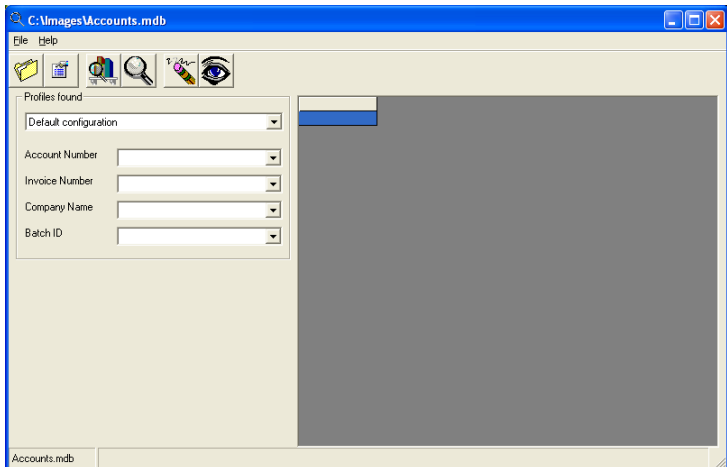 C:\Images\Accounts.mdb
File Help
Profiles found
Default configuration
Account Number
Invoice Number
Company Name
Batch ID
Accounts.mdb